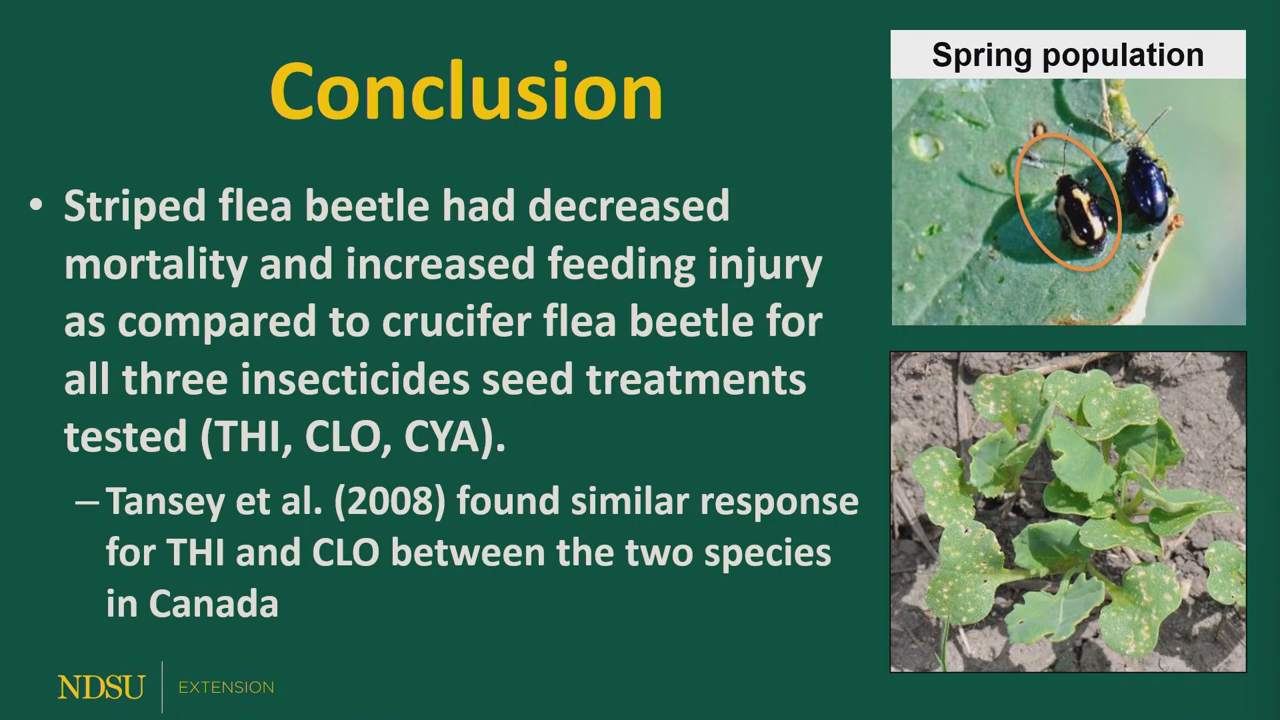 Conclusion
Spring population
• Striped flea beetle had decreased
mortality and increased feeding injury
as compared to crucifer flea beetle for
all three insecticides seed treatments
tested (THI, CLO, CYA).
– Tansey et al. (2008) found similar response
for THI and CLO between the two species
in Canada
NDSU EXTENSION